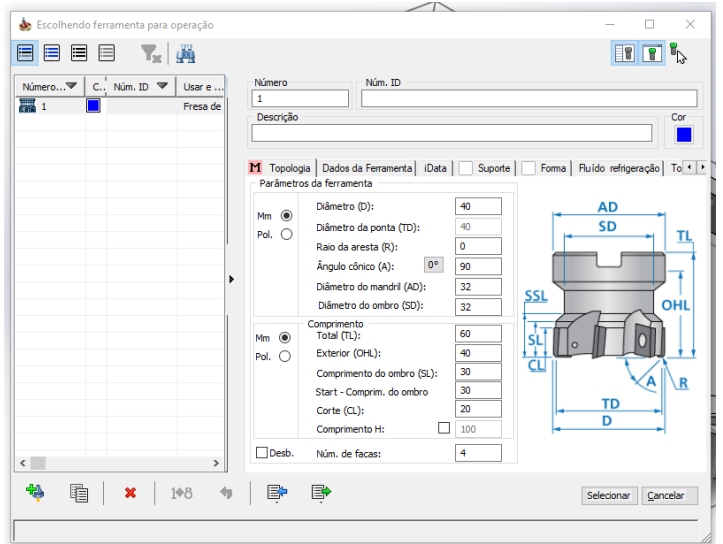 Escolhendo ferramenta para operação
Número...
C..
Núm. ID
Usar e ...
1
Fresa de
Número
Núm. ID
1
Descrição
Cor
M Topologia
Dados da Ferramenta
iData
Suporte
Forma
Fluído refrigeração
To
Parâmetros da ferramenta
Mm
Pol.
Diâmetro (D): 40
Diâmetro da ponta (TD): 40
Raio da aresta (R): 0
Ângulo cônico (A): 0° 90
Diâmetro do mandril (AD): 32
Diâmetro do ombro (SD): 32
Comprimento
Mm
Pol.
Total (TL): 60
Exterior (OHL): 40
Comprimento do ombro (SL): 30
Start - Comprim. do ombro 30
Corte (CL): 20
Comprimento H: 100
Desb.
Núm. de facas: 4
AD
SD
TL
SSL
OHL
SL
CL
A
R
TD
D
1 8
Selecionar
Cancelar